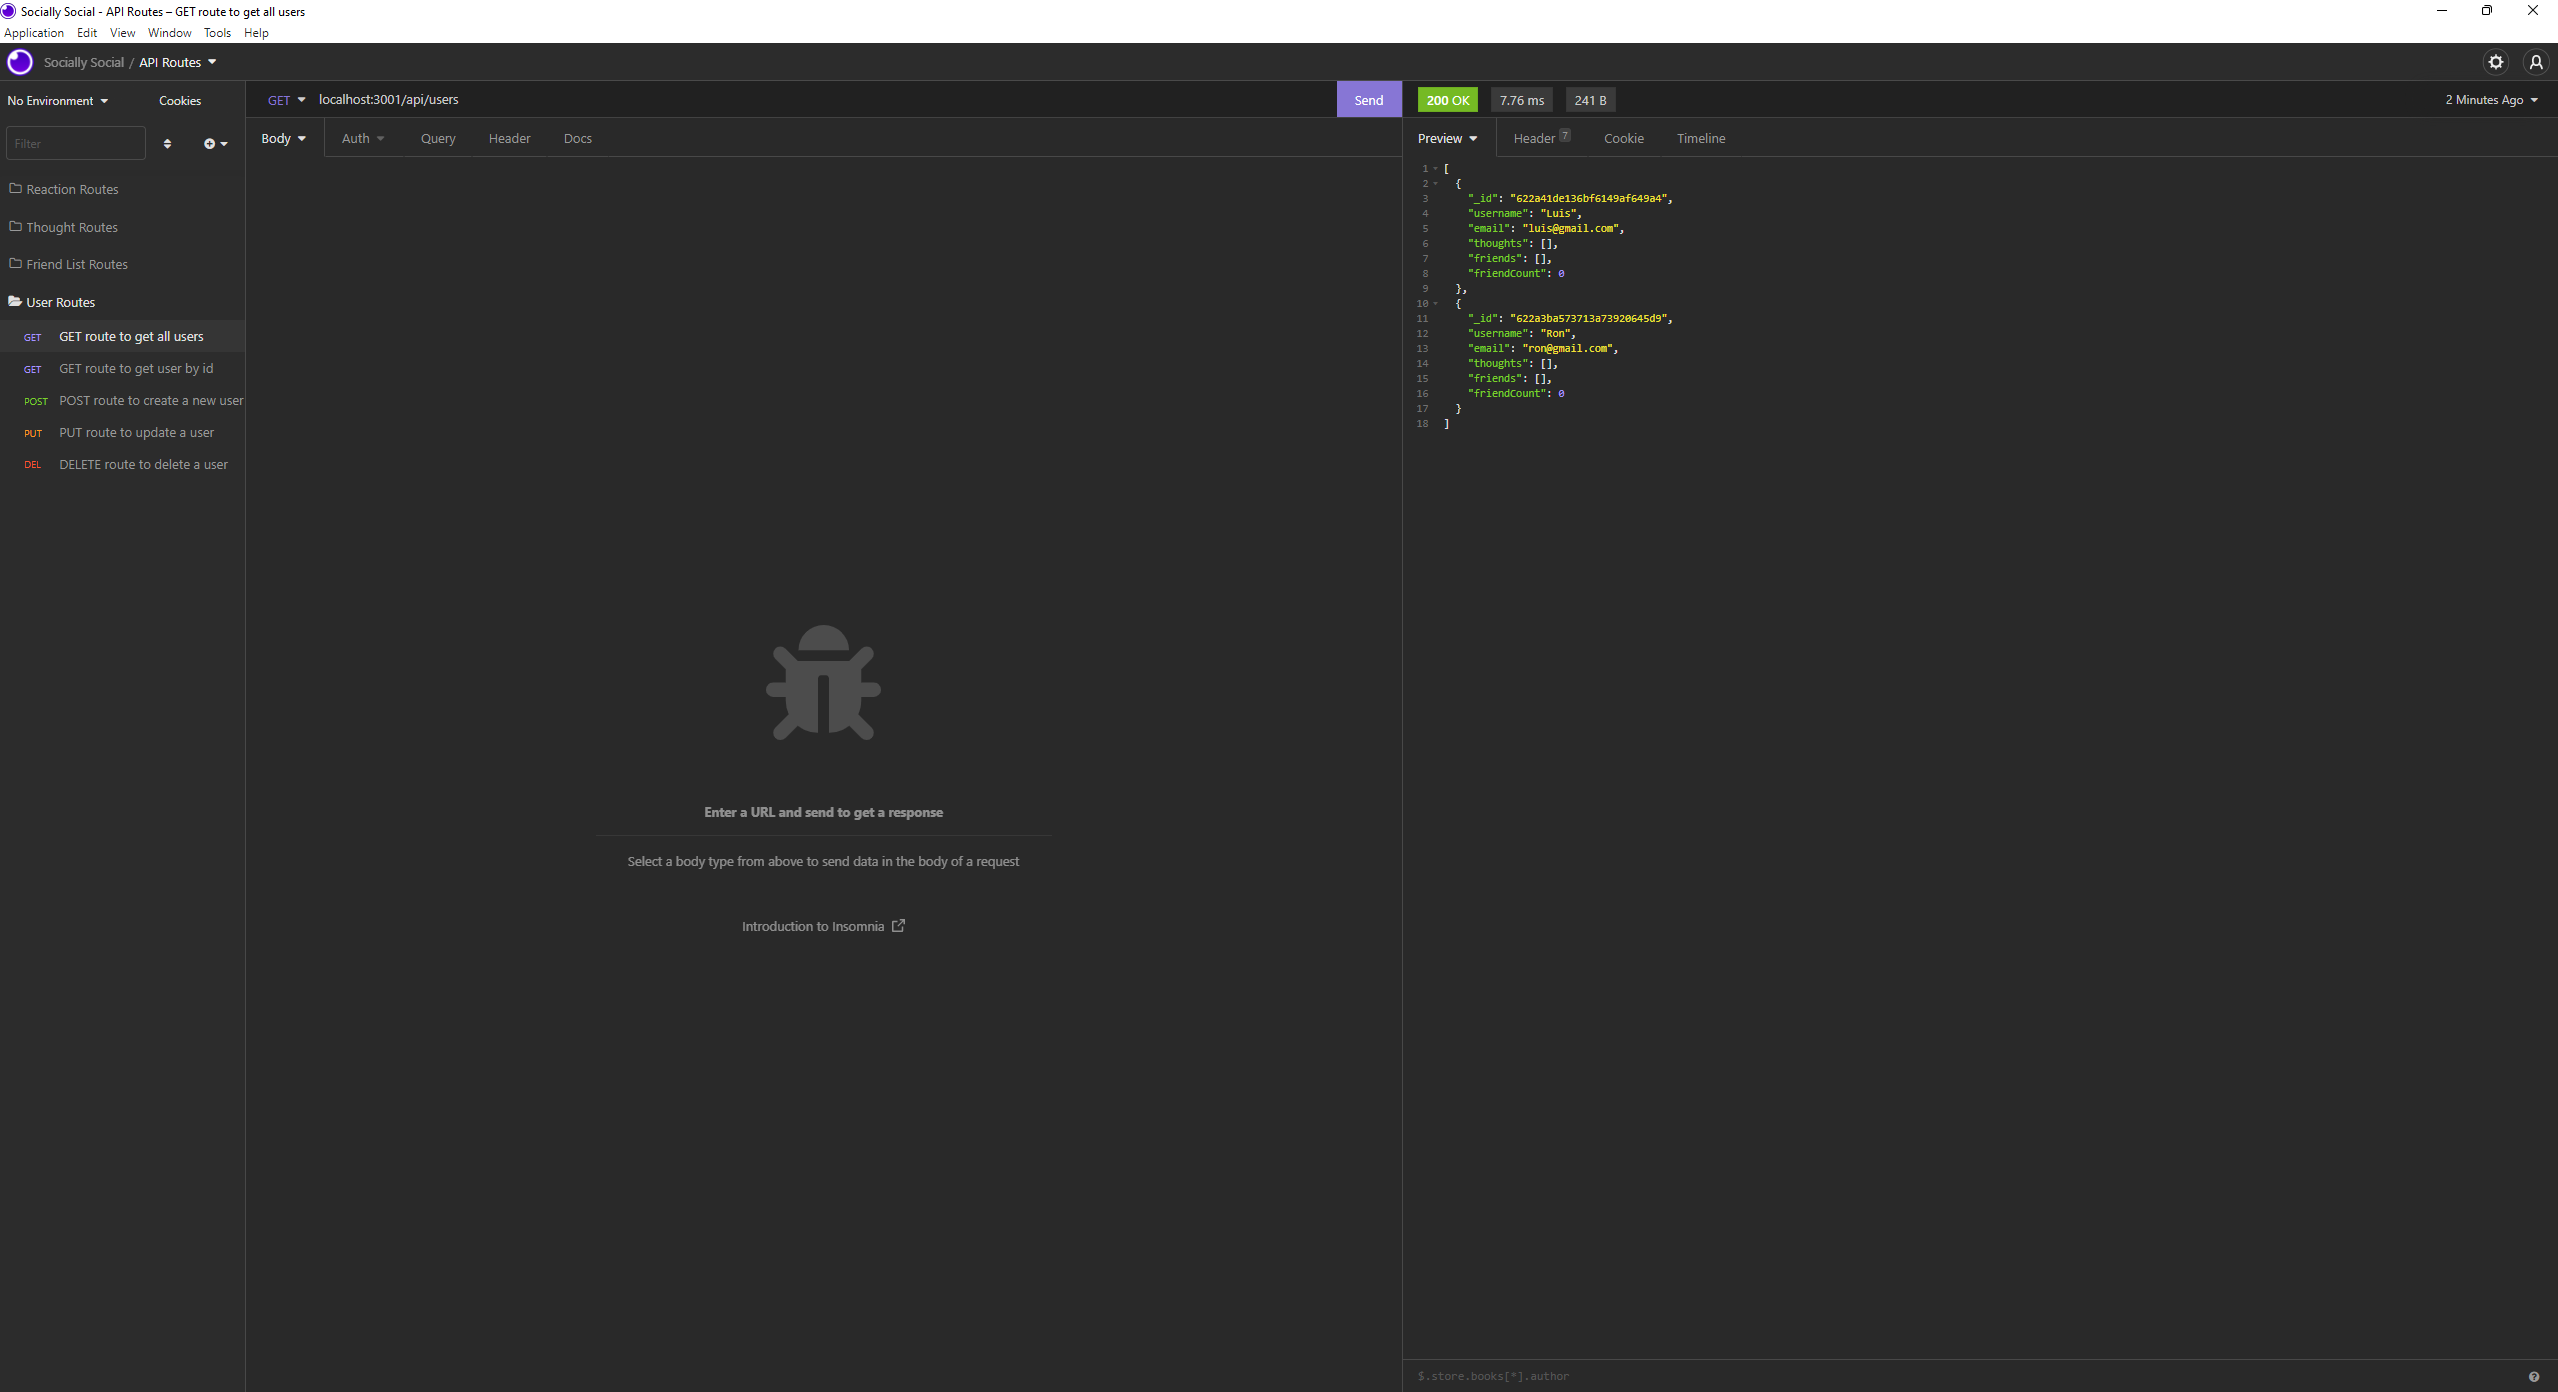 Socially Social - API Routes – GET route to get all users
Application Edit View Window Tools Help
Socially Social / API Routes
No Environment Cookies
Filter
Reaction Routes
Thought Routes
Friend List Routes
User Routes
GET GET route to get all users
GET GET route to get user by id
POST POST route to create a new user
PUT PUT route to update a user
DEL DELETE route to delete a user
GET localhost:3001/api/users Send
Body Auth Query Header Docs
Enter a URL and send to get a response
Select a body type from above to send data in the body of a request
Introduction to Insomnia
200 OK 7.76 ms 241 B 2 Minutes Ago
Preview Header 7 Cookie Timeline
1 [
2 {
3 "_id": "622a41de136bf6149af649a4",
4 "username": "Luis",
5 "email": "luis@gmail.com",
6 "thoughts": [],
7 "friends": [],
8 "friendCount": 0
9 },
10 {
11 "_id": "622a3ba573713a73920645d9",
12 "username": "Ron",
13 "email": "ron@gmail.com",
14 "thoughts": [],
15 "friends": [],
16 "friendCount": 0
17 }
18 ]
$.store.books[*].author